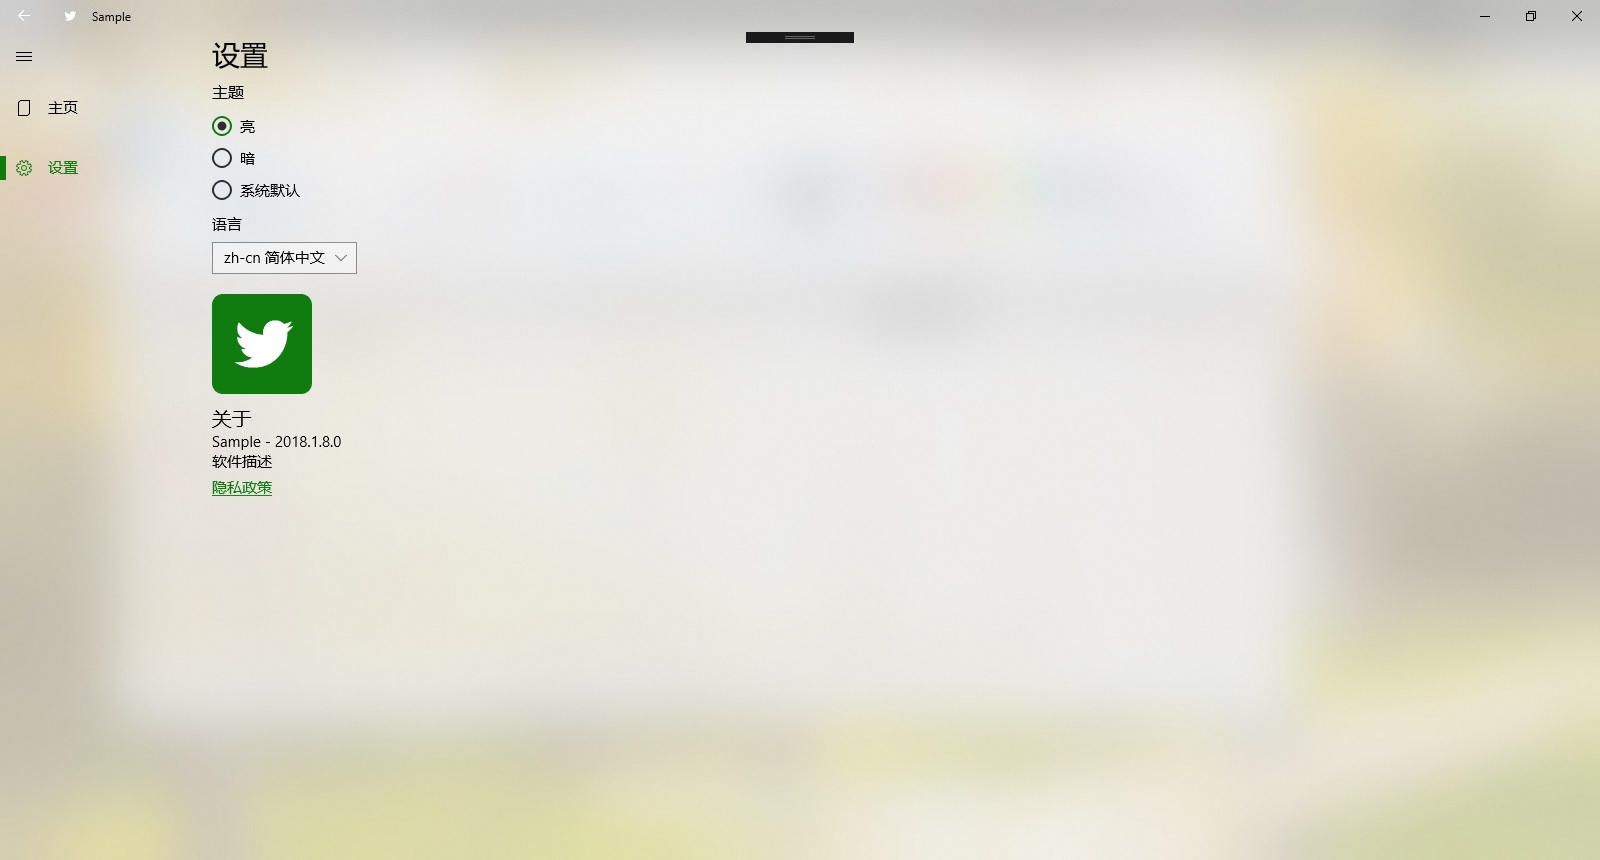 Sample
设置
主题
主页
亮
暗
设置
系统默认
语言
zh-cn 简体中文
关于
Sample - 2018.1.8.0
软件描述
隐私政策